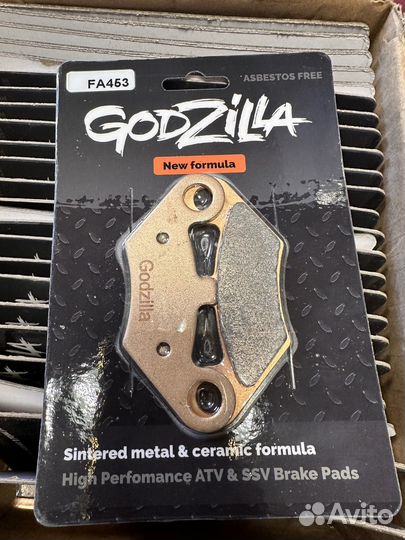 FA453
ASBESTOS FREE
GODZILLA
New formula
Godzilla
Sintered metal & ceramic formula
High Perfomance ATV & SSV Brake Pads
Avito